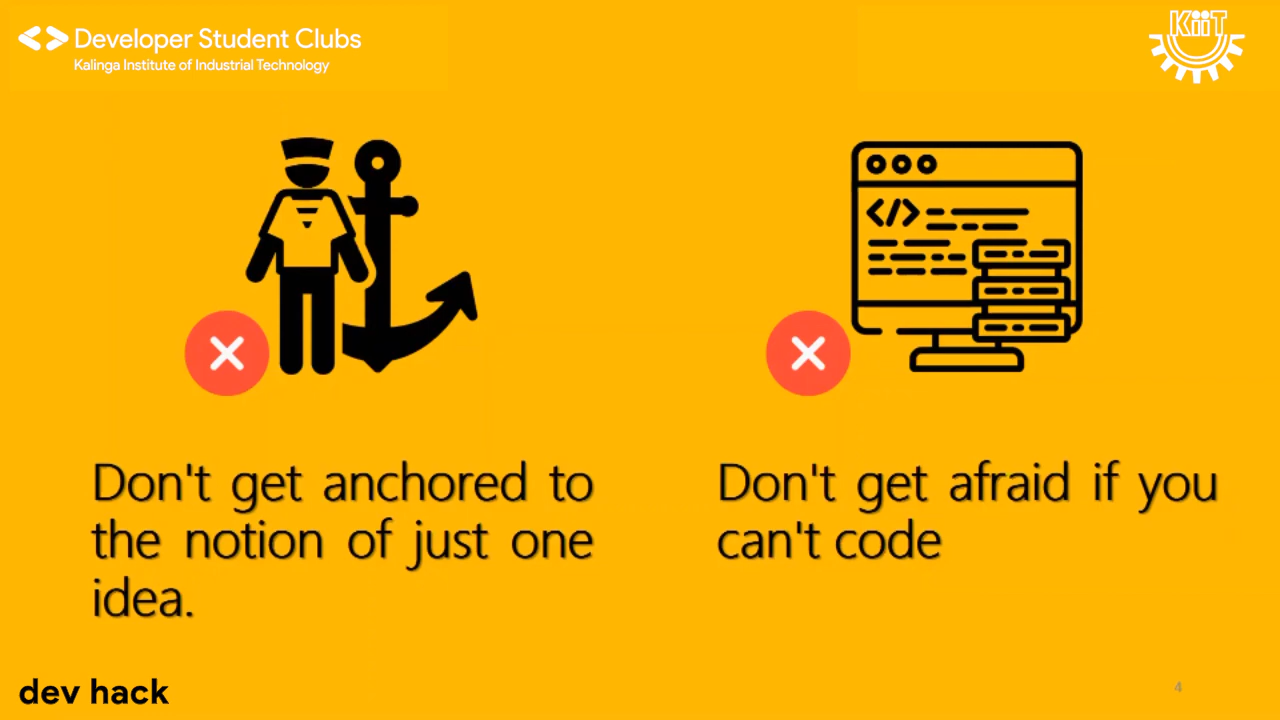 Developer Student Clubs
Kalinga Institute of Industrial Technology
KiiT
</>
Don't get anchored to
the notion of just one
idea.
Don't get afraid if you
can't code
dev hack
4